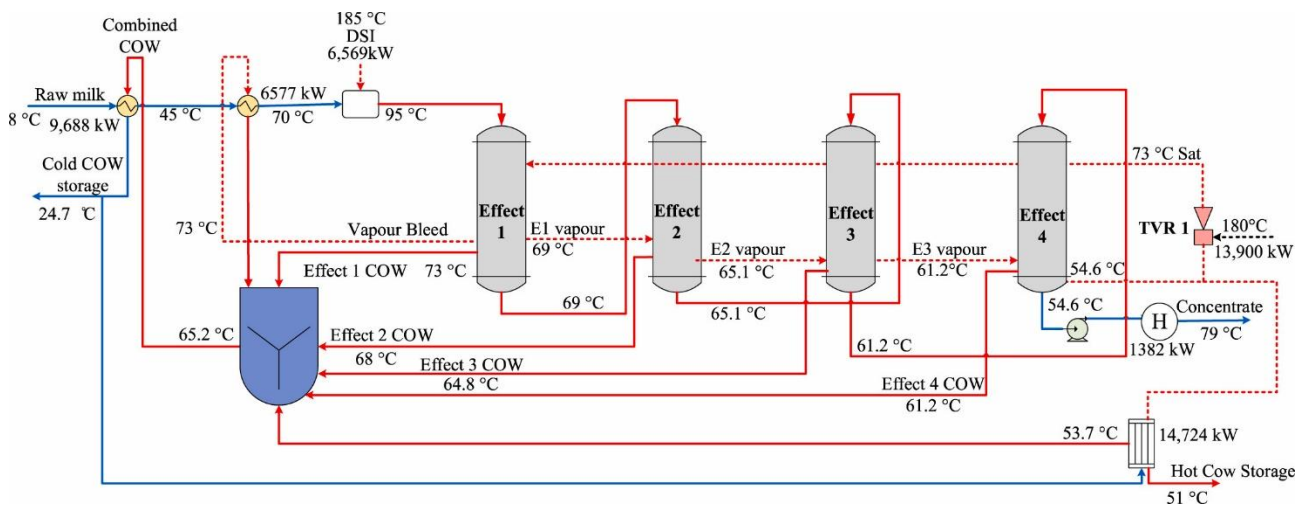 Combined
COW
185 °C
DSI
6,569kW
Raw milk
8 °C
9,688 kW
45 °C
6577 kW
70 °C
95 °C
Cold COW
storage
24.7 ℃
73 °C
Vapour Bleed
Effect 1 COW
73 °C
Effect
1
E1 vapour
69 °C
69 °C
Effect
2
E2 vapour
65.1 °C
65.1 °C
Effect
3
E3 vapour
61.2°C
61.2 °C
Effect
4
73 °C Sat
TVR 1
180°C
13,900 kW
54.6 °C
54.6 °C
H
1382 kW
Concentrate
79 °C
65.2 °C
Effect 2 COW
68 °C
Effect 3 COW
64.8 °C
Effect 4 COW
61.2 °C
53.7 °C
14,724 kW
Hot Cow Storage
51 °C